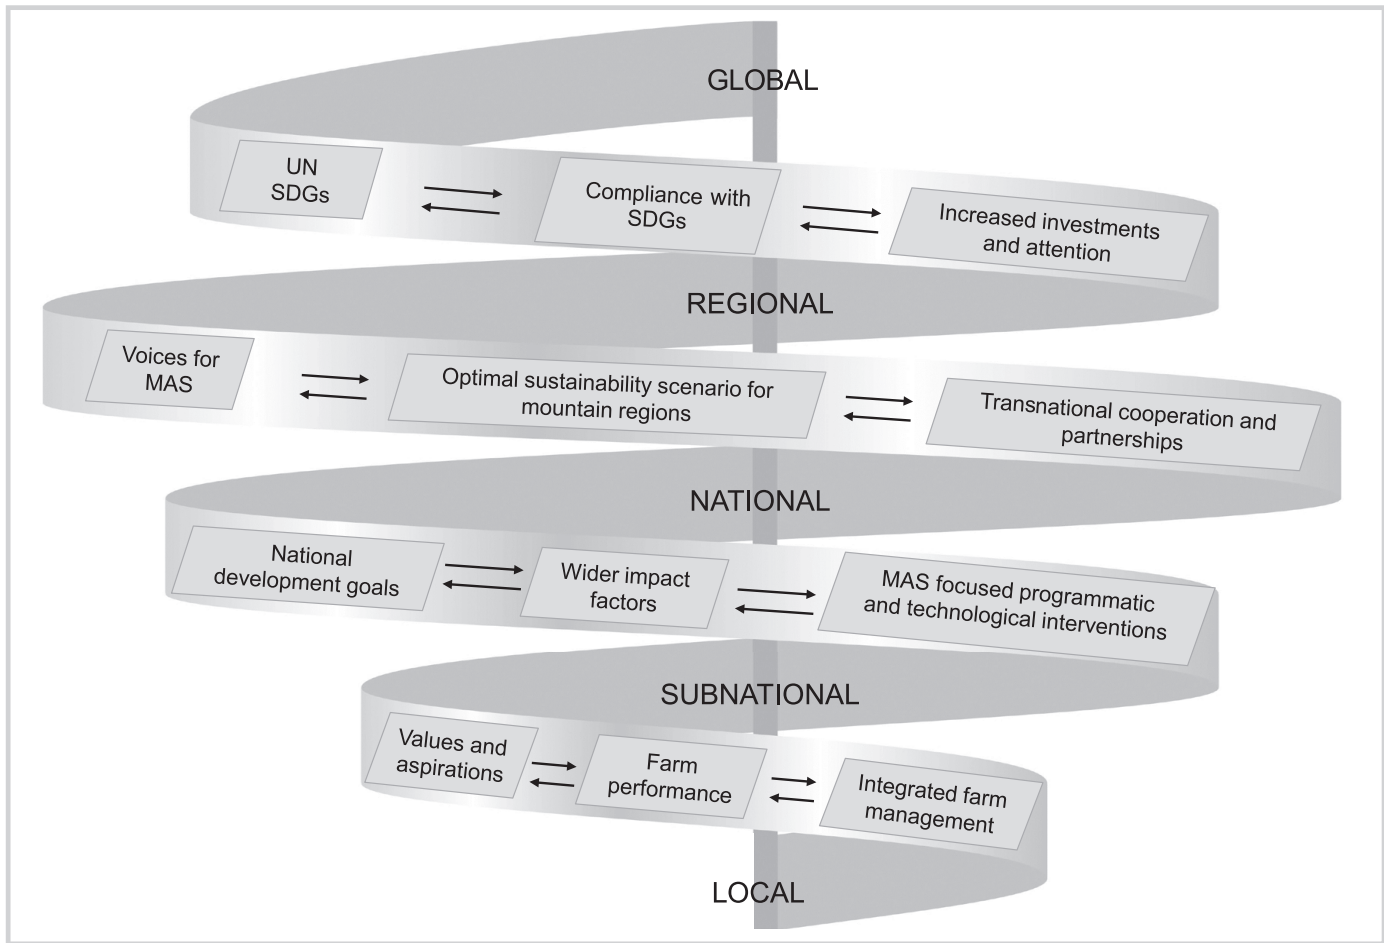 GLOBAL
UN
SDGs
Compliance with
SDGs
Increased investments
and attention
REGIONAL
Voices for
MAS
Optimal sustainability scenario for
mountain regions
Transnational cooperation and
partnerships
NATIONAL
National
development goals
Wider impact
factors
MAS focused programmatic
and technological interventions
SUBNATIONAL
Values and
aspirations
Farm
performance
Integrated farm
management
LOCAL